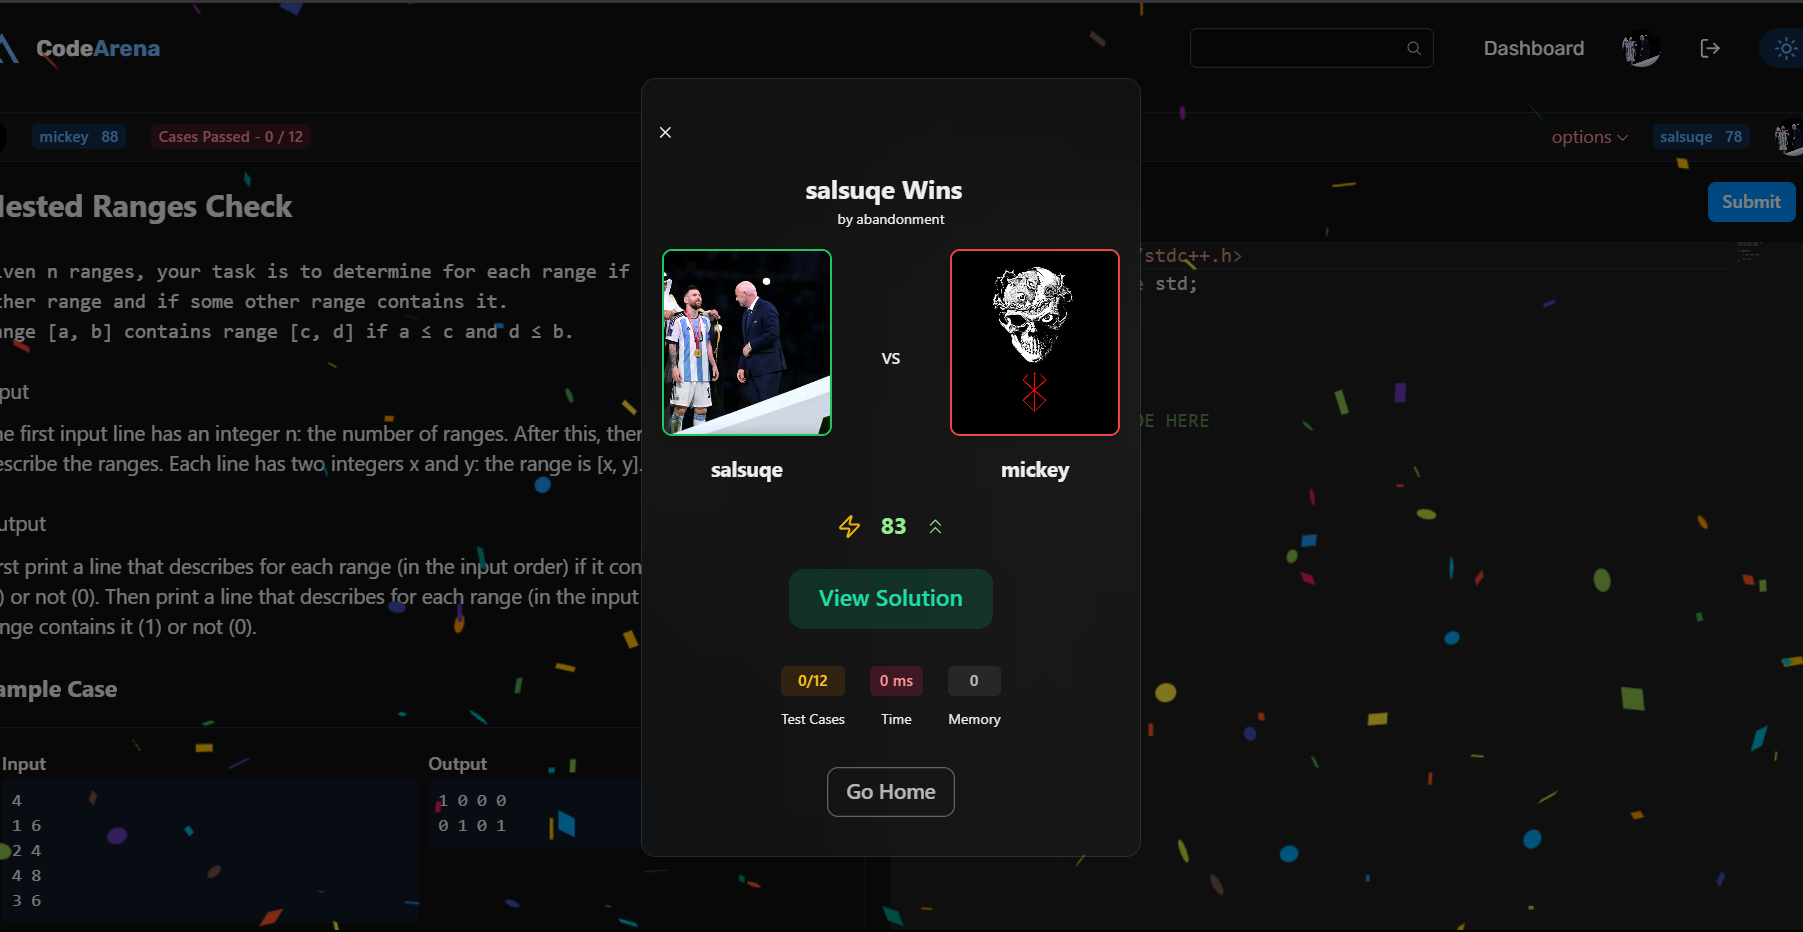 CodeArena
Dashboard
mickey 88
Cases Passed - 0 / 12
options
salsuqe 78
ested Ranges Check
Submit
ven n ranges, your task is to determine for each range if
her range and if some other range contains it.
nge [a, b] contains range [c, d] if a ≤ c and d ≤ b.
put
e first input line has an integer n: the number of ranges. After this, ther
scribe the ranges. Each line has two integers x and y: the range is [x, y].
utput
rst print a line that describes for each range (in the input order) if it con
) or not (0). Then print a line that describes for each range (in the input
nge contains it (1) or not (0).
ample Case
Input
4
1 6
2 4
4 8
3 6
Output
1 0 0 0
0 1 0 1
salsuqe Wins
by abandonment
vs
salsuqe
mickey
83
View Solution
0/12
Test Cases
0 ms
Time
0
Memory
Go Home
/stdc++.h>
std;
DE HERE